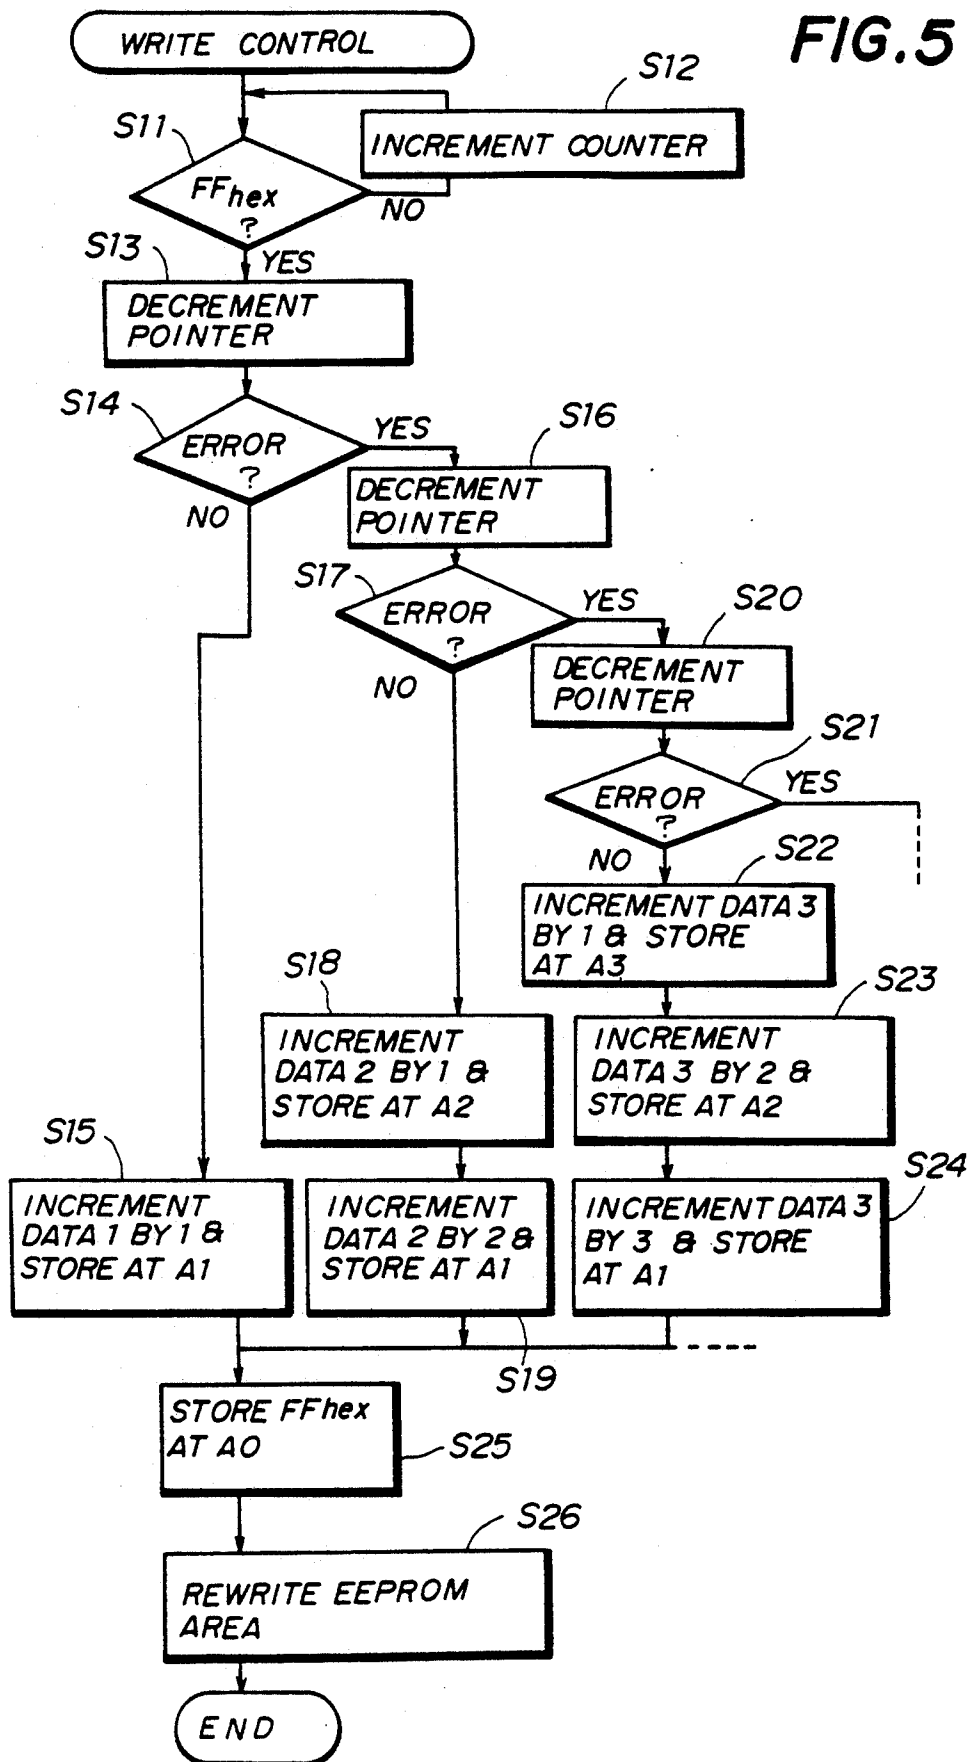 FIG.5
WRITE CONTROL
S12
INCREMENT COUNTER
S11
FFhex
?
NO
YES
S13
DECREMENT
POINTER
S14
ERROR
?
YES
NO
S16
DECREMENT
POINTER
S17
ERROR
?
YES
NO
S20
DECREMENT
POINTER
S21
ERROR
?
YES
NO
S22
INCREMENT DATA 3
BY 1 & STORE
AT A3
S18
INCREMENT
DATA 2 BY 1 &
STORE AT A2
S23
INCREMENT
DATA 3 BY 2 &
STORE AT A2
S15
INCREMENT
DATA 1 BY 1 &
STORE AT A1
INCREMENT
DATA 2 BY 2 &
STORE AT A1
S19
S24
INCREMENT DATA 3
BY 3 & STORE
AT A1
STORE FFhex
AT A0
S25
S26
REWRITE EEPROM
AREA
END